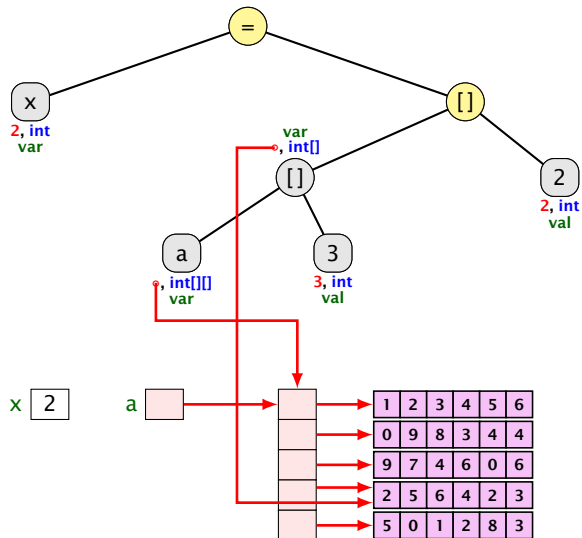 =
x
2, int
var
[]
var
, int[]
[]
2
2, int
val
a
, int[][]
var
3
3, int
val
x 2 a
1 2 3 4 5 6
0 9 8 3 4 4
9 7 4 6 0 6
2 5 6 4 2 3
5 0 1 2 8 3